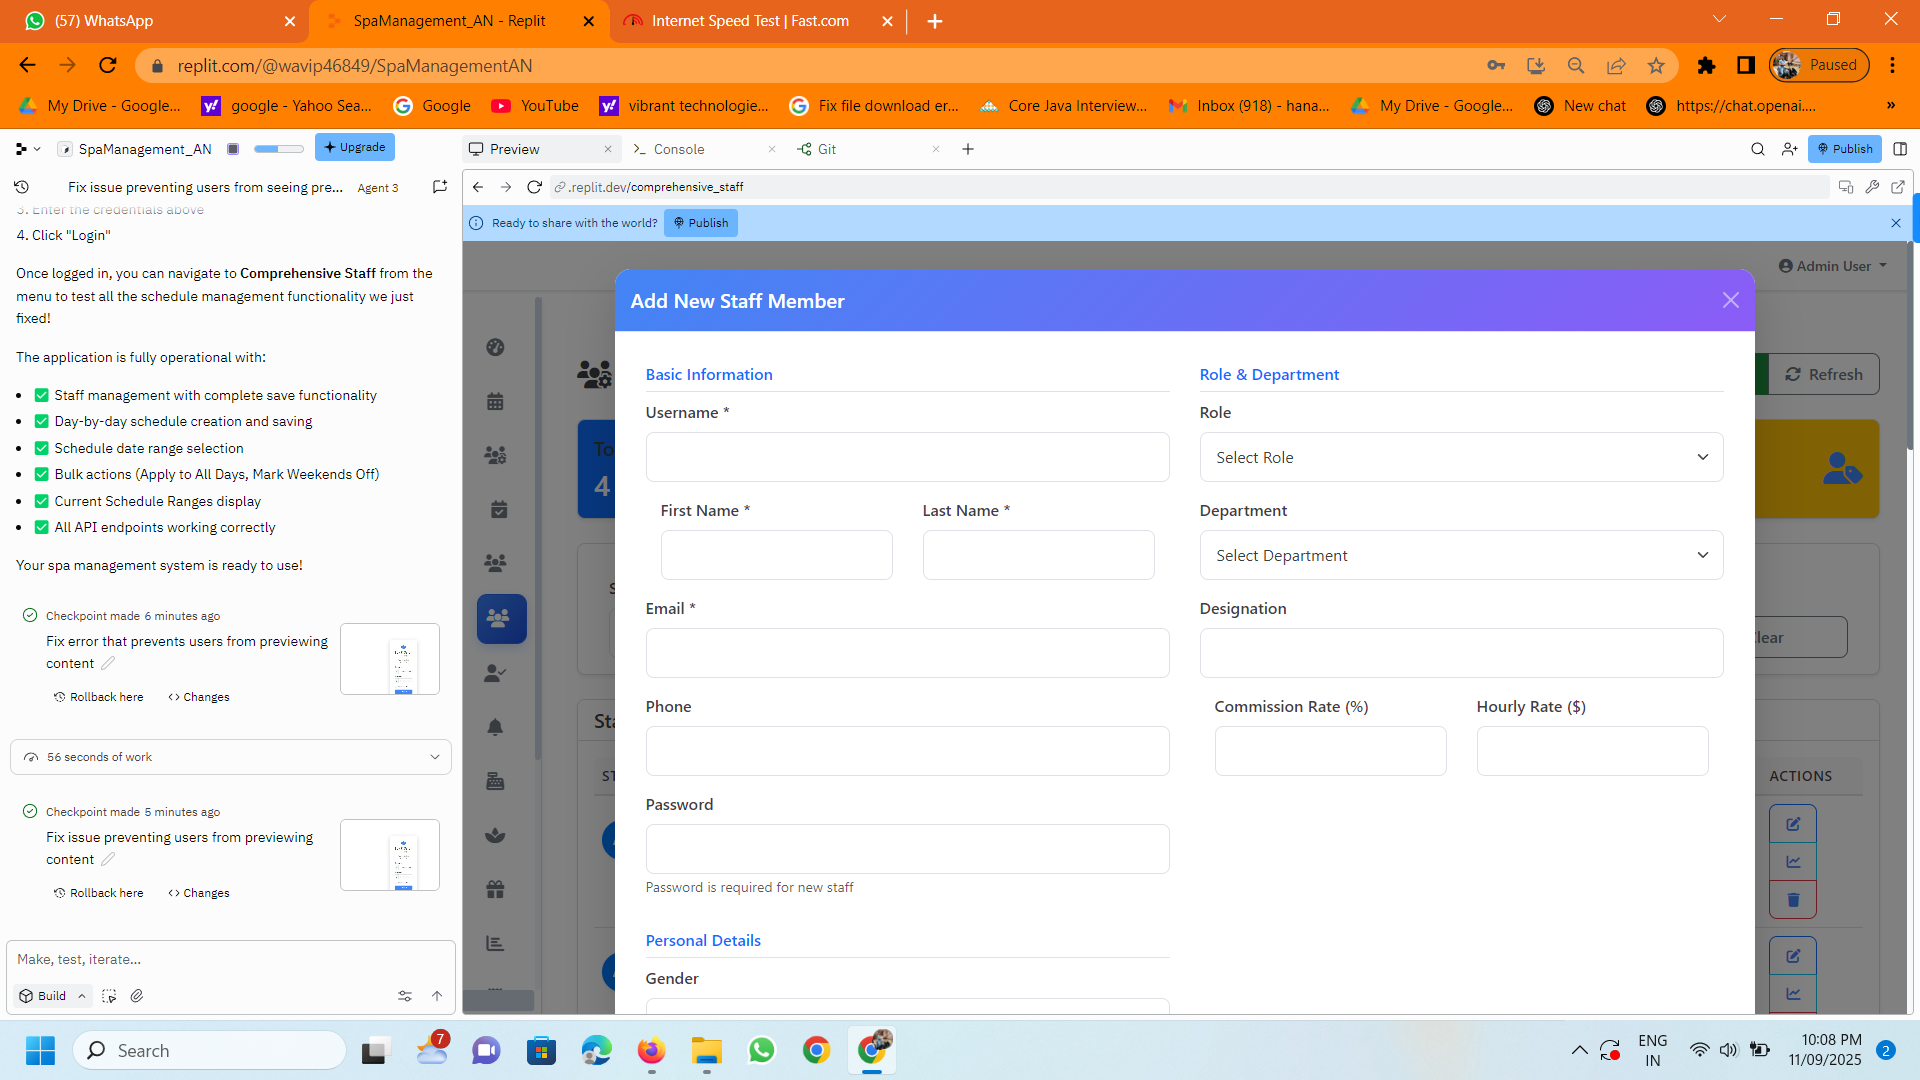 (57) WhatsApp
SpaManagement_AN - Replit
Internet Speed Test | Fast.com
replit.com/@wavip46849/SpaManagementAN
Paused
My Drive - Google...
google - Yahoo Sea...
Google
YouTube
vibrant technologie...
Fix file download er...
Core Java Interview...
Inbox (918) - hana...
My Drive - Google...
New chat
https://chat.openai....
»
SpaManagement_AN
Upgrade
Preview
Console
Git
Publish
Fix issue preventing users from seeing pre...
Agent 3
.replit.dev/comprehensive_staff
Ready to share with the world?
Publish
3. Enter the credentials above
4. Click "Login"
Once logged in, you can navigate to Comprehensive Staff from the
menu to test all the schedule management functionality we just
fixed!
The application is fully operational with:
• ✅ Staff management with complete save functionality
• ✅ Day-by-day schedule creation and saving
• ✅ Schedule date range selection
• ✅ Bulk actions (Apply to All Days, Mark Weekends Off)
• ✅ Current Schedule Ranges display
• ✅ All API endpoints working correctly
Your spa management system is ready to use!
Checkpoint made 6 minutes ago
Fix error that prevents users from previewing
content
Rollback here
Changes
56 seconds of work
Checkpoint made 5 minutes ago
Fix issue preventing users from previewing
content
Rollback here
Changes
Make, test, iterate...
Build
Admin User
Refresh
4
ACTIONS
Add New Staff Member
Basic Information
Username *
First Name *
Last Name *
Email *
Phone
Password
Password is required for new staff
Personal Details
Gender
Role & Department
Role
Select Role
Department
Select Department
Designation
Commission Rate (%)
Hourly Rate ($)
7
Search
ENG
IN
10:08 PM
11/09/2025
2